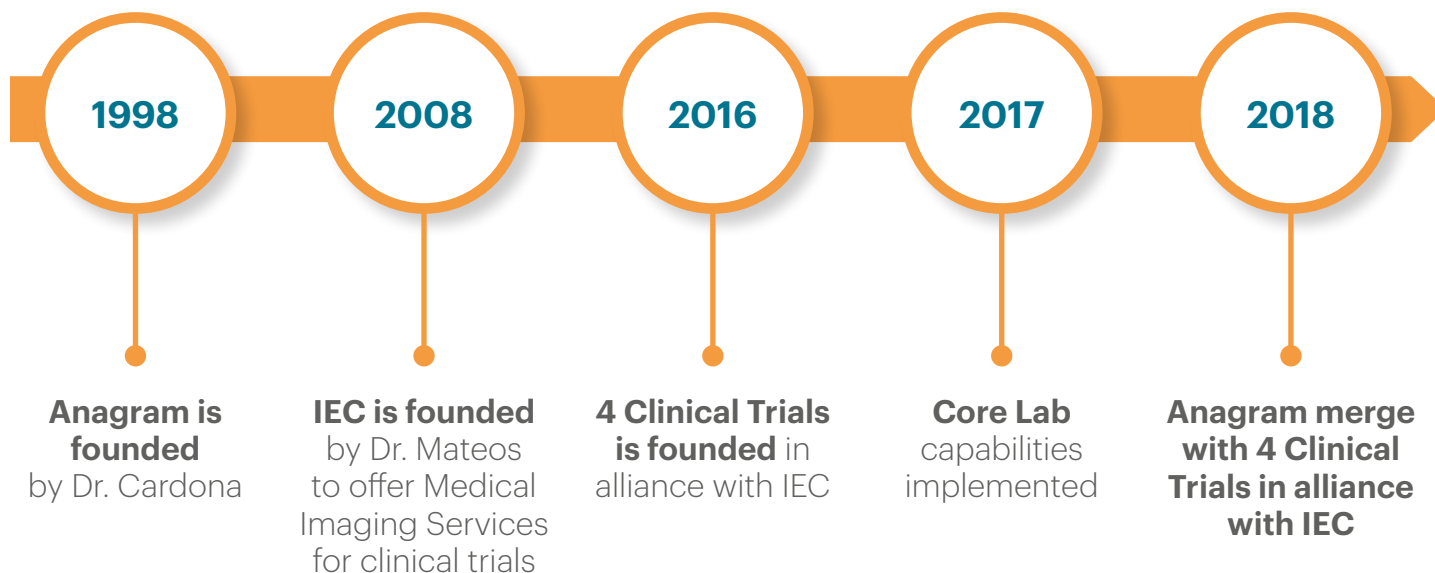 1998
2008
2016
2017
2018
Anagram is
founded
by Dr. Cardona
IEC is founded
by Dr. Mateos
to offer Medical
Imaging Services
for clinical trials
4 Clinical Trials
is founded in
alliance with IEC
Core Lab
capabilities
implemented
Anagram merge
with 4 Clinical
Trials in alliance
with IEC